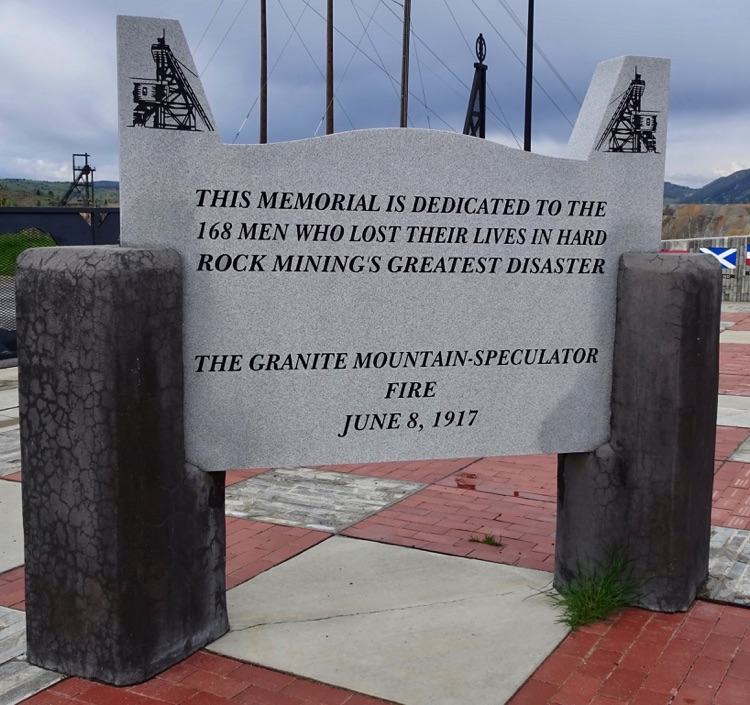 THIS MEMORIAL IS DEDICATED TO THE
168 MEN WHO LOST THEIR LIVES IN HARD
ROCK MINING'S GREATEST DISASTER
THE GRANITE MOUNTAIN-SPECULATOR
FIRE
JUNE 8, 1917